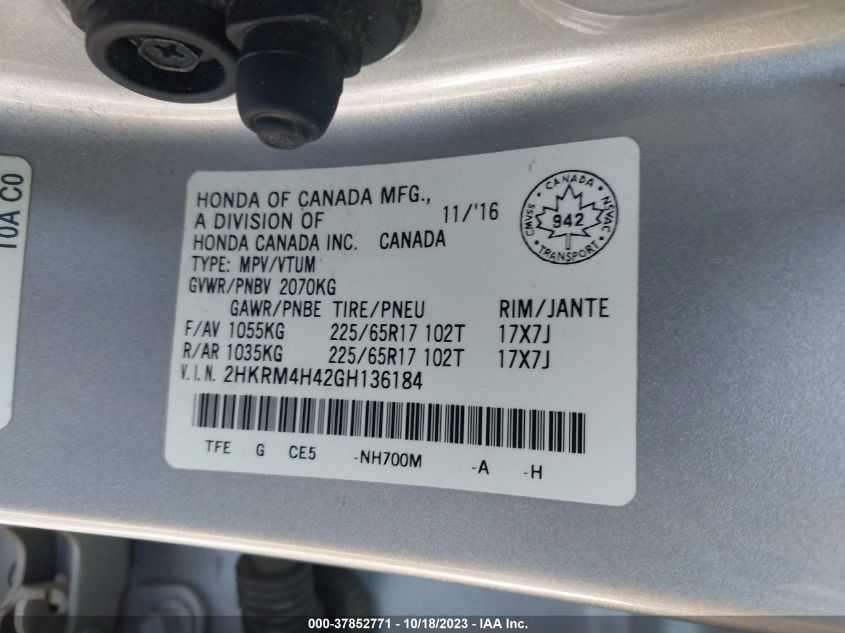 10A C0
HONDA OF CANADA MFG.,
A DIVISION OF 11/'16
HONDA CANADA INC. CANADA
TYPE: MPV/VTUM
GVWR/PNBV 2070KG
GAWR/PNBE TIRE/PNEU RIM/JANTE
F/AV 1055KG 225/65R17 102T 17X7J
R/AR 1035KG 225/65R17 102T 17X7J
V.I.N. 2HKRM4H42GH136184
TFE G CE5 -NH700M -A -H
CANADA
CMVSS 942 NSVAC
TRANSPORT
000-37852771 - 10/18/2023 - IAA Inc.